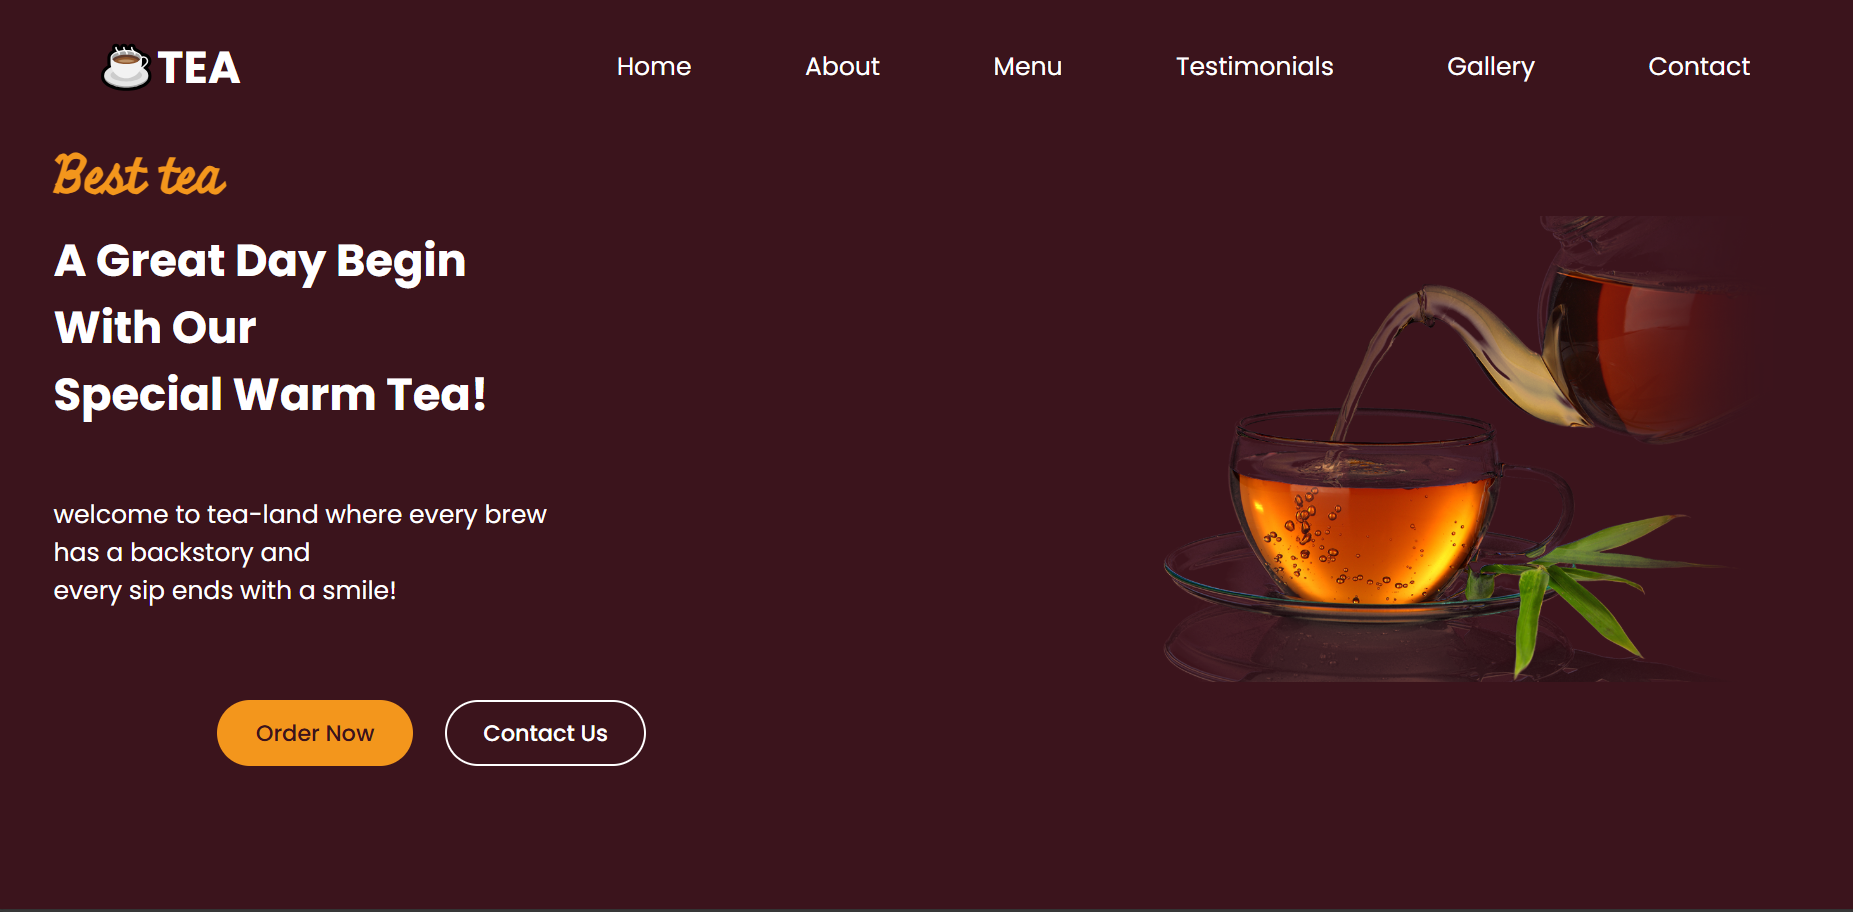 TEA
Home About Menu Testimonials Gallery Contact
Best tea
A Great Day Begin
With Our
Special Warm Tea!
welcome to tea-land where every brew
has a backstory and
every sip ends with a smile!
Order Now Contact Us